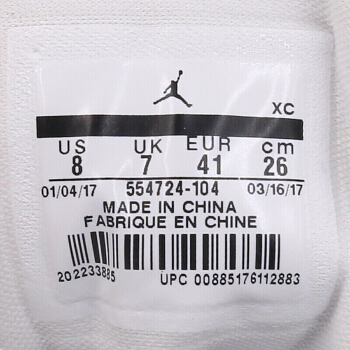 XC
US UK EUR cm
8 7 41 26
01/04/17 554724-104 03/16/17
MADE IN CHINA
FABRIQUE EN CHINE
202233885 UPC 00885176112883